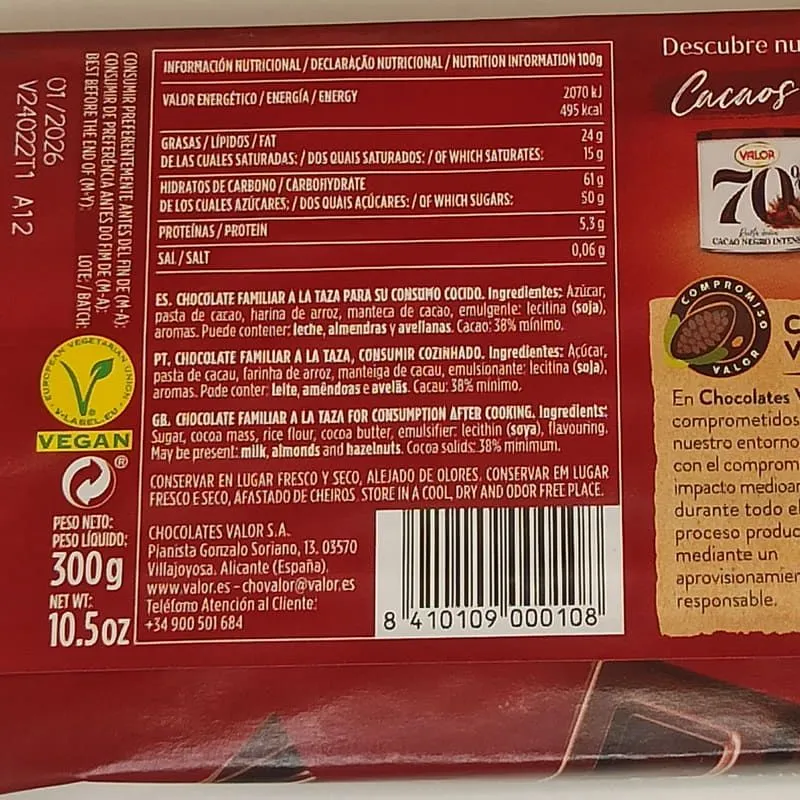 INFORMACIÓN NUTRICIONAL / DECLARAÇÃO NUTRICIONAL / NUTRITION INFORMATION 100g
VALOR ENERGÉTICO / ENERGÍA / ENERGY 2070 kJ
495 kcal
GRASAS / LÍPIDOS / FAT 24 g
DE LAS CUALES SATURADAS: / DOS QUAIS SATURADOS: / OF WHICH SATURATES: 15 g
HIDRATOS DE CARBONO / CARBOHYDRATE 61 g
DE LOS CUALES AZÚCARES: / DOS QUAIS AÇÚCARES: / OF WHICH SUGARS: 50 g
PROTEÍNAS / PROTEIN 5,3 g
SAL / SALT 0,06 g
ES. CHOCOLATE FAMILIAR A LA TAZA PARA SU CONSUMO COCIDO. Ingredientes: Azúcar,
pasta de cacao, harina de arroz, manteca de cacao, emulgente: lecitina (soja),
aromas. Puede contener: leche, almendras y avellanas. Cacao: 38% mínimo.
PT. CHOCOLATE FAMILIAR A LA TAZA, CONSUMIR COZINHADO. Ingredientes: Açúcar,
pasta de cacau, farinha de arroz, manteiga de cacau, emulsionante: lecitina (soja),
aromas. Pode conter: leite, amêndoas e avelãs. Cacau: 38% mínimo.
GB. CHOCOLATE FAMILIAR A LA TAZA FOR CONSUMPTION AFTER COOKING. Ingredients:
Sugar, cocoa mass, rice flour, cocoa butter, emulsifier: lecithin (soya), flavouring.
May be present: milk, almonds and hazelnuts. Cocoa solids: 38% minimum.
CONSERVAR EN LUGAR FRESCO Y SECO, ALEJADO DE OLORES. CONSERVAR EM LUGAR
FRESCO E SECO, AFASTADO DE CHEIROS STORE IN A COOL, DRY AND ODOR FREE PLACE.
CHOCOLATES VALOR S.A.
Pianista Gonzalo Soriano, 13. 03570
Villajoyosa. Alicante (España).
www.valor.es - chovalor@valor.es
Teléfono Atención al Cliente:
+34 900 501 684
8 410109 000108
CONSUMIR PREFERENTEMENTE ANTES DEL FIN DE (M-A):
CONSUMIR DE PREFERÊNCIA ANTES DO FIM DE (M-A):
BEST BEFORE THE END OF (M-Y):
LOTE / BATCH:
01/2026
V24022T1 A12
EUROPEAN VEGETARIAN UNION
V-LABEL.EU
VEGAN
®
PESO NETO:
PESO LÍQUIDO:
300g
NET WT:
10.5oz
Descubre nu
Cacaos
VALOR
70%
CACAO NEGRO INTEN
COMPROMISO
VALOR
C
V
En Chocolates V
comprometidos
nuestro entorno
con el comprom
impacto medioar
durante todo el
proceso produc
mediante un
aprovisionamien
responsable.